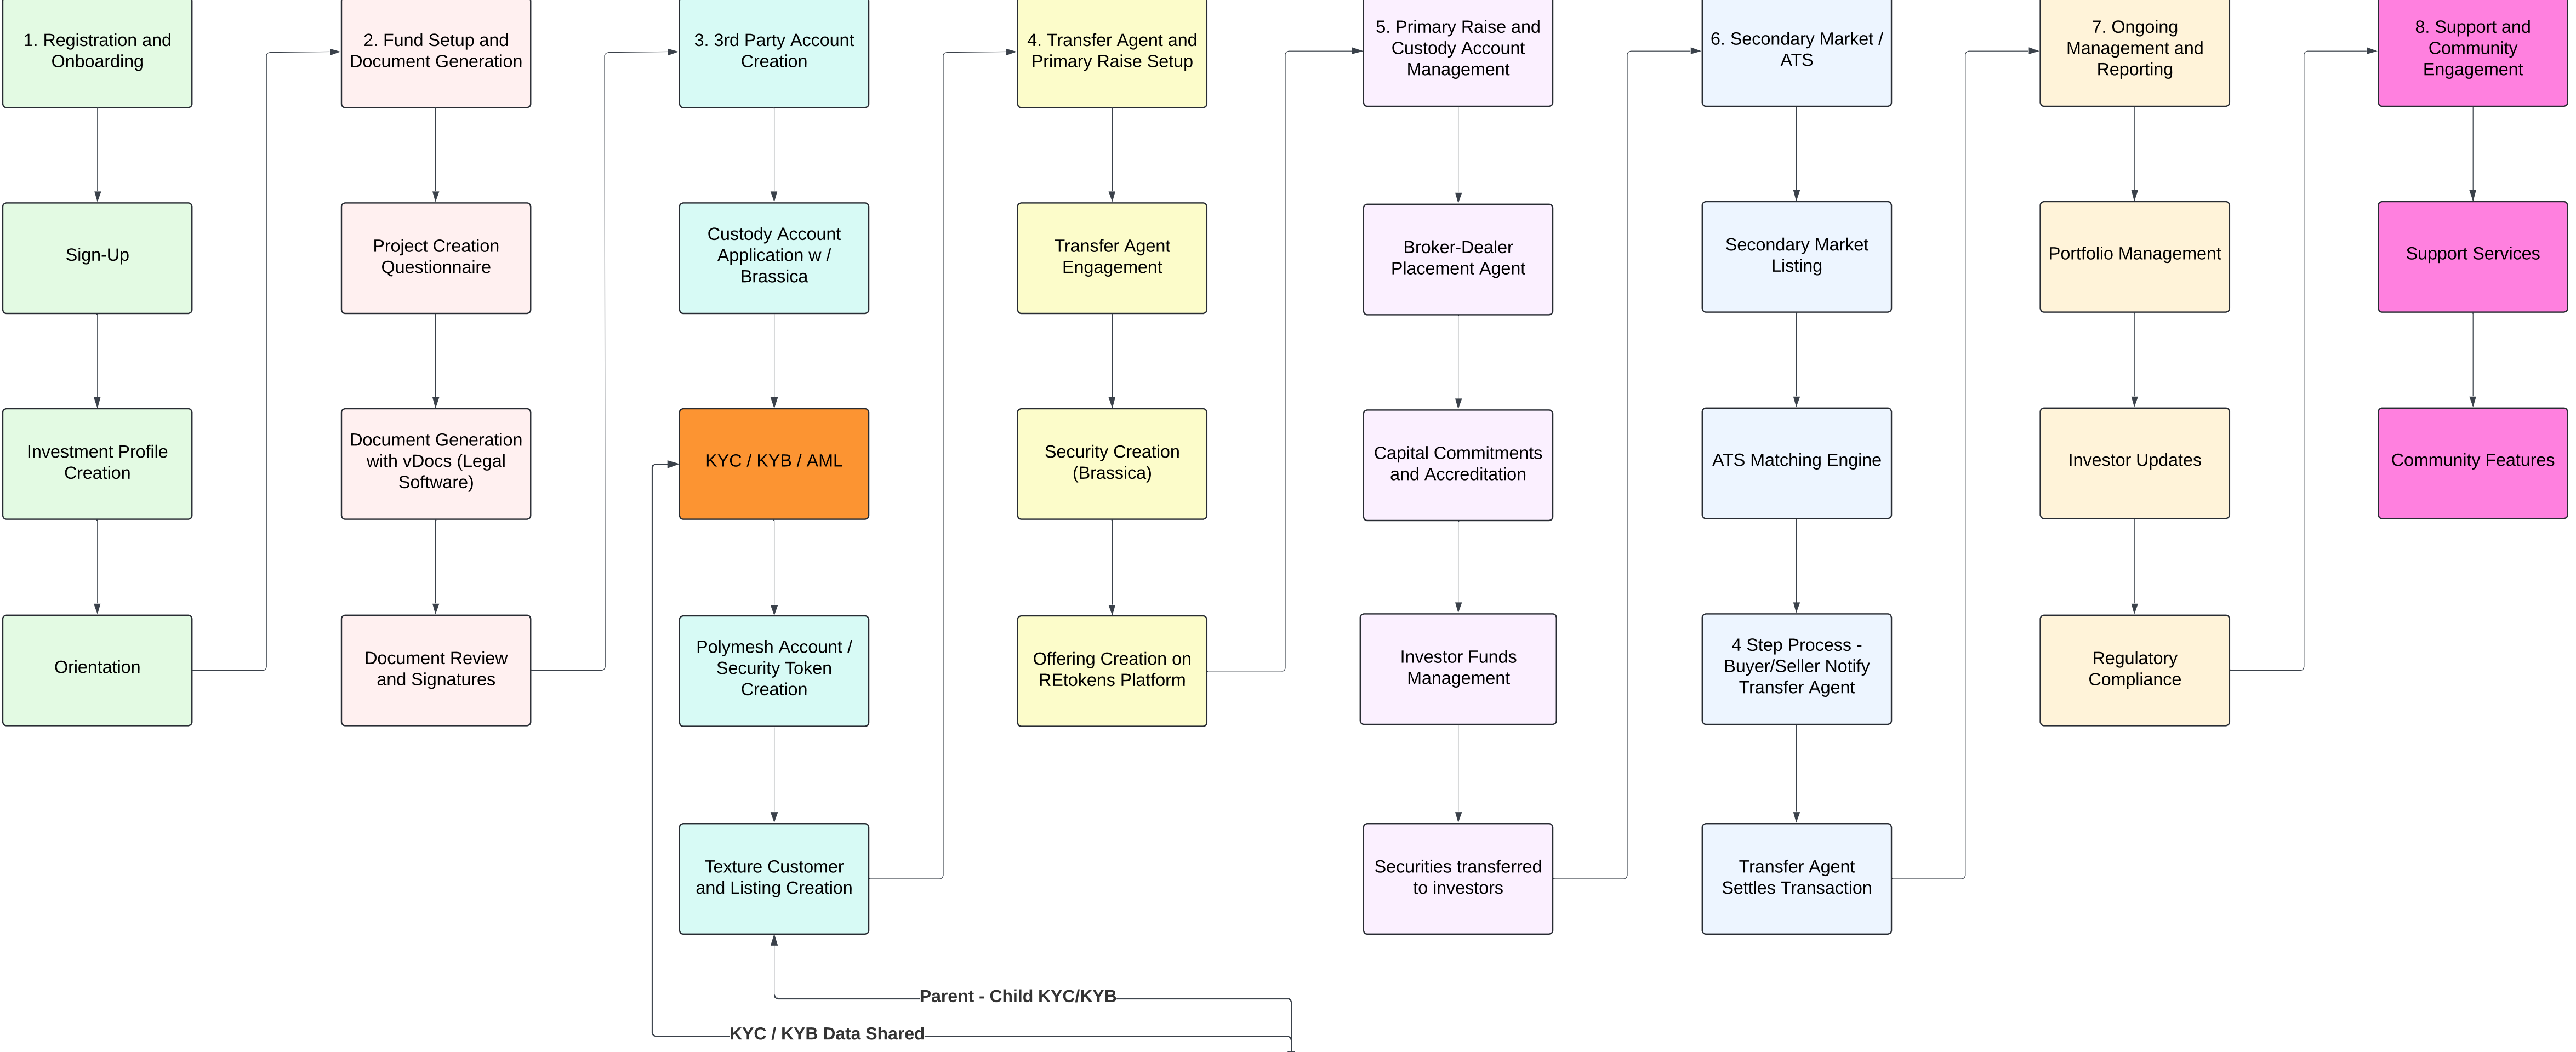 1. Registration and
Onboarding
Sign-Up
Investment Profile
Creation
Orientation
2. Fund Setup and
Document Generation
Project Creation
Questionnaire
Document Generation
with vDocs (Legal
Software)
Document Review
and Signatures
3. 3rd Party Account
Creation
Custody Account
Application w /
Brassica
KYC / KYB / AML
Polymesh Account /
Security Token
Creation
Texture Customer
and Listing Creation
4. Transfer Agent and
Primary Raise Setup
Transfer Agent
Engagement
Security Creation
(Brassica)
Offering Creation on
REtokens Platform
5. Primary Raise and
Custody Account
Management
Broker-Dealer
Placement Agent
Capital Commitments
and Accreditation
Investor Funds
Management
Securities transferred
to investors
6. Secondary Market /
ATS
Secondary Market
Listing
ATS Matching Engine
4 Step Process -
Buyer/Seller Notify
Transfer Agent
Transfer Agent
Settles Transaction
7. Ongoing
Management and
Reporting
Portfolio Management
Investor Updates
Regulatory
Compliance
8. Support and
Community
Engagement
Support Services
Community Features
Parent - Child KYC/KYB
KYC / KYB Data Shared